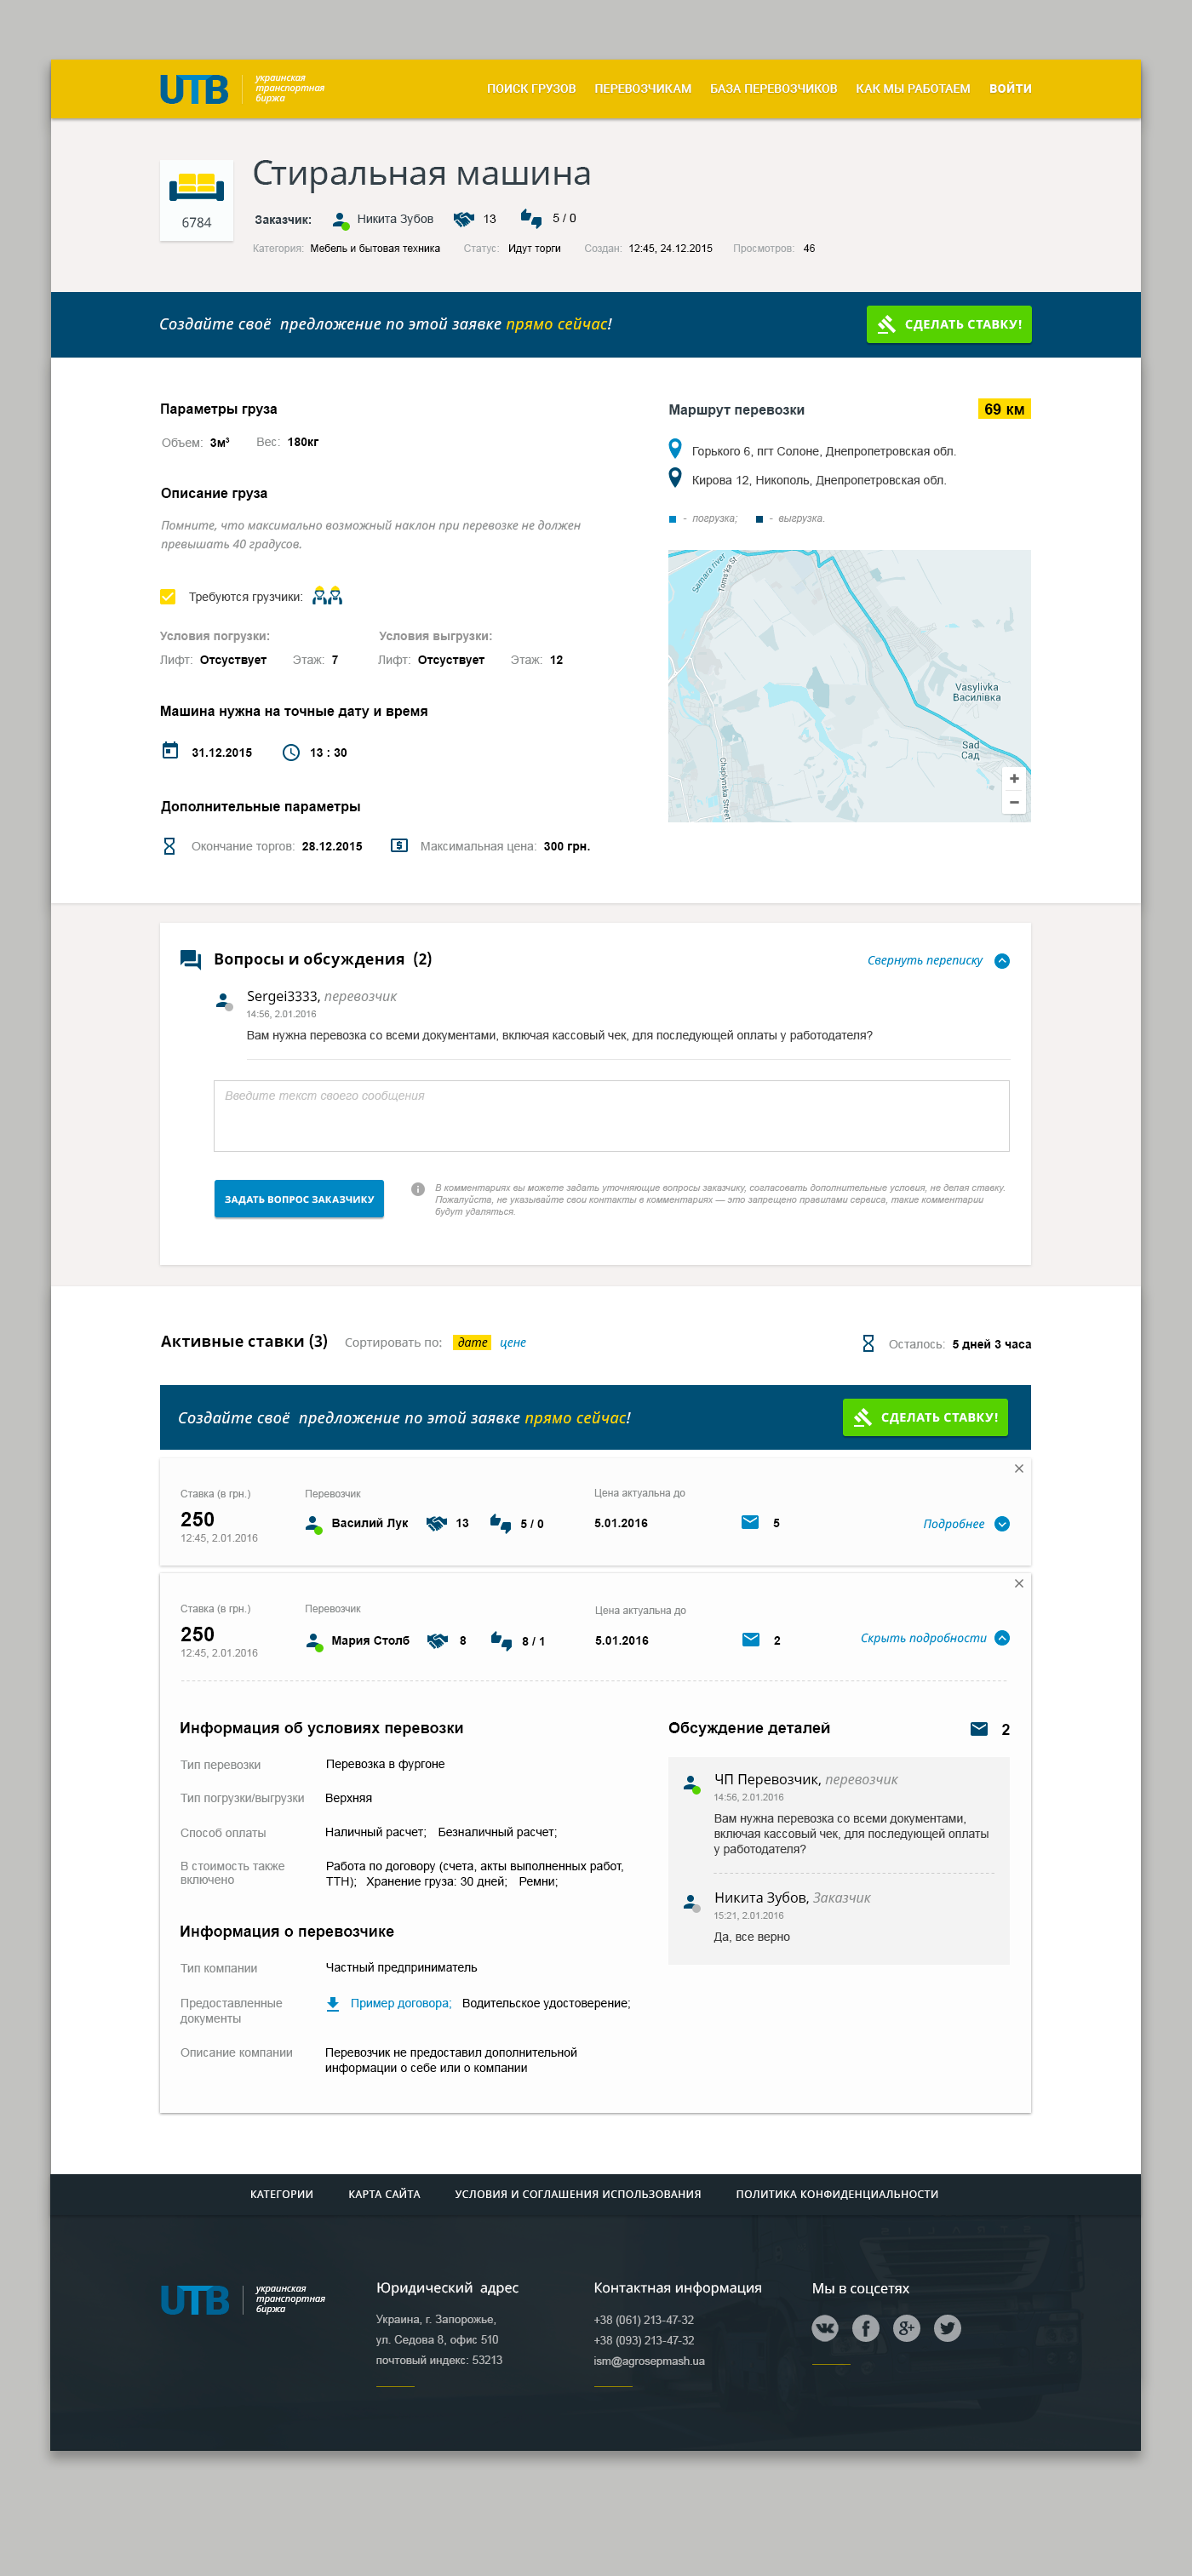 UTB украинская
транспортная
биржа
ПОИСК ГРУЗОВ ПЕРЕВОЗЧИКАМ БАЗА ПЕРЕВОЗЧИКОВ КАК МЫ РАБОТАЕМ ВОЙТИ
Стиральная машина
6784
Заказчик: Никита Зубов 13 5 / 0
Категория: Мебель и бытовая техника Статус: Идут торги Создан: 12:45, 24.12.2015 Просмотров: 46
Создайте своё предложение по этой заявке прямо сейчас! СДЕЛАТЬ СТАВКУ!
Параметры груза
Объем: 3м³ Вес: 180кг
Описание груза
Помните, что максимально возможный наклон при перевозке не должен
превышать 40 градусов.
Требуются грузчики:
Условия погрузки: Условия выгрузки:
Лифт: Отсуствует Этаж: 7 Лифт: Отсуствует Этаж: 12
Машина нужна на точные дату и время
31.12.2015 13 : 30
Дополнительные параметры
Окончание торгов: 28.12.2015 Максимальная цена: 300 грн.
Маршрут перевозки 69 км
Горького 6, пгт Солоне, Днепропетровская обл.
Кирова 12, Никополь, Днепропетровская обл.
- погрузка; - выгрузка.
Samara river
Toms'ka St
Vasylivka
Василівка
Sad
Сад
Chaplynska Street
+
−
Вопросы и обсуждения (2) Свернуть переписку
Sergei3333, перевозчик
14:56, 2.01.2016
Вам нужна перевозка со всеми документами, включая кассовый чек, для последующей оплаты у работодателя?
Введите текст своего сообщения
ЗАДАТЬ ВОПРОС ЗАКАЗЧИКУ
В комментариях вы можете задать уточняющие вопросы заказчику, согласовать дополнительные условия, не делая ставку.
Пожалуйста, не указывайте свои контакты в комментариях — это запрещено правилами сервиса, такие комментарии
будут удаляться.
Активные ставки (3) Сортировать по: дате цене Осталось: 5 дней 3 часа
Создайте своё предложение по этой заявке прямо сейчас! СДЕЛАТЬ СТАВКУ!
Ставка (в грн.) Перевозчик Цена актуальна до
250 Василий Лук 13 5 / 0 5.01.2016 5 Подробнее
12:45, 2.01.2016
Ставка (в грн.) Перевозчик Цена актуальна до
250 Мария Столб 8 8 / 1 5.01.2016 2 Скрыть подробности
12:45, 2.01.2016
Информация об условиях перевозки
Тип перевозки Перевозка в фургоне
Тип погрузки/выгрузки Верхняя
Способ оплаты Наличный расчет; Безналичный расчет;
В стоимость также Работа по договору (счета, акты выполненных работ,
включено ТТН); Хранение груза: 30 дней; Ремни;
Информация о перевозчике
Тип компании Частный предприниматель
Предоставленные Пример договора; Водительское удостоверение;
документы
Описание компании Перевозчик не предоставил дополнительной
информации о себе или о компании
Обсуждение деталей 2
ЧП Перевозчик, перевозчик
14:56, 2.01.2016
Вам нужна перевозка со всеми документами,
включая кассовый чек, для последующей оплаты
у работодателя?
Никита Зубов, Заказчик
15:21, 2.01.2016
Да, все верно
КАТЕГОРИИ КАРТА САЙТА УСЛОВИЯ И СОГЛАШЕНИЯ ИСПОЛЬЗОВАНИЯ ПОЛИТИКА КОНФИДЕНЦИАЛЬНОСТИ
UTB украинская
транспортная
биржа
Юридический адрес
Украина, г. Запорожье,
ул. Седова 8, офис 510
почтовый индекс: 53213
Контактная информация
+38 (061) 213-47-32
+38 (093) 213-47-32
ism@agrosepmash.ua
Мы в соцсетях